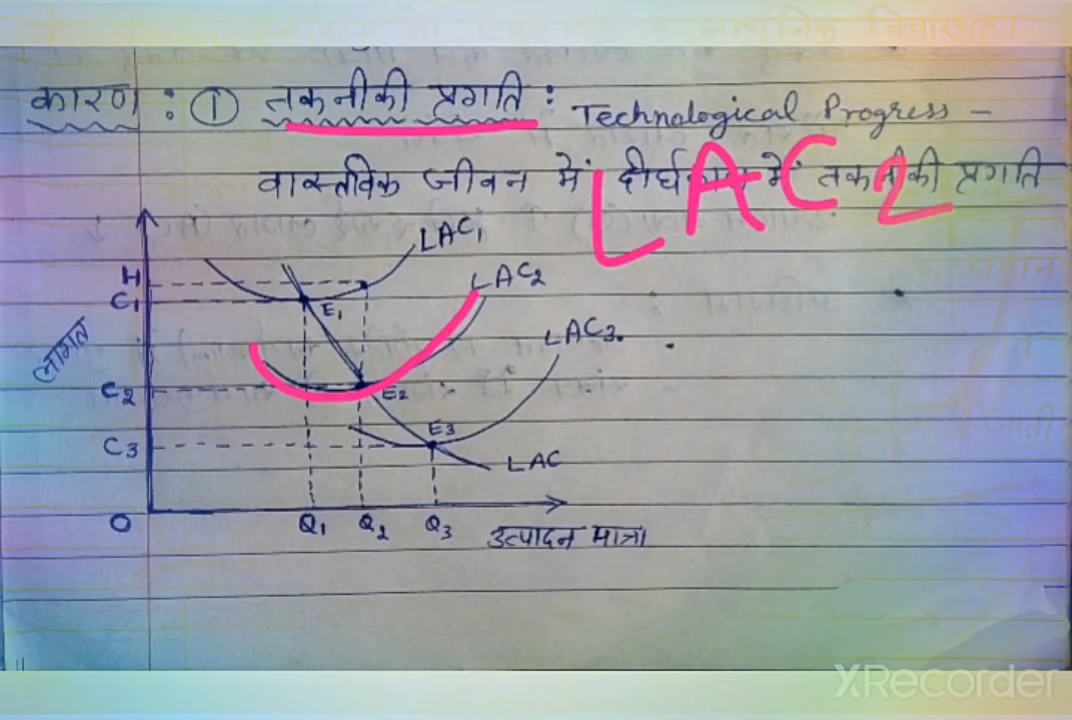 कारण : ① तकनीकी प्रगति : Technological Progress -
वास्तविक जीवन में दीर्घकाल में तकनीकी प्रगति
LAC2
LAC₁
H
LAC₂
C₁
E₁
LAC₃.
लागत
C₂
E₂
E₃
C₃
LAC
O
Q₁ Q₂ Q₃ उत्पादन मात्रा
XRecorder